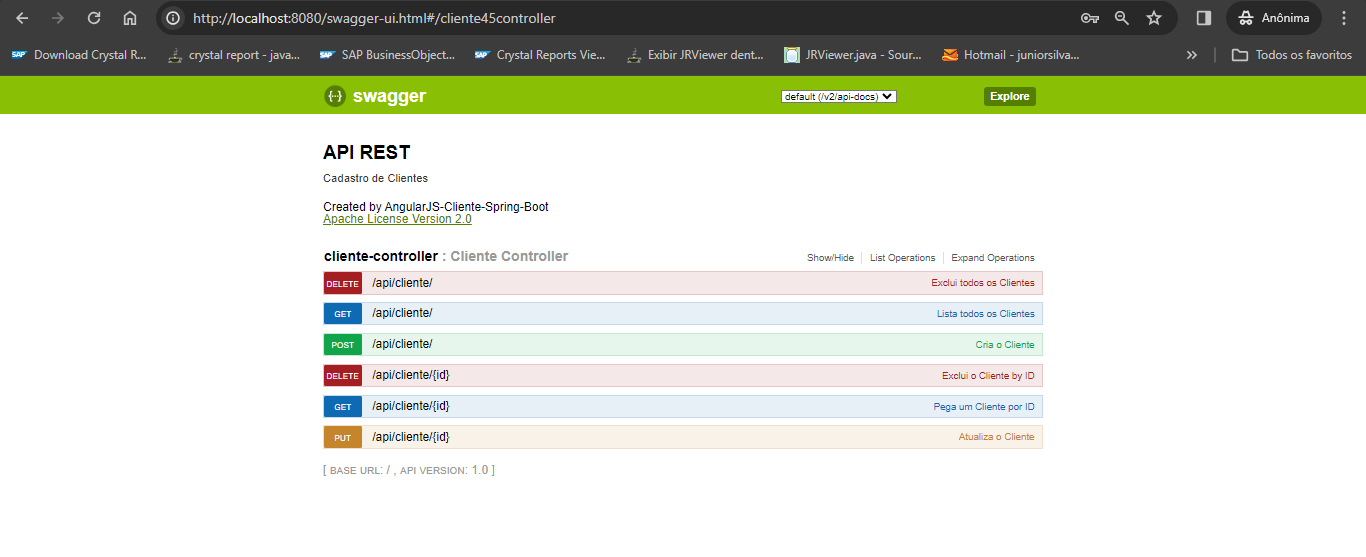 http://localhost:8080/swagger-ui.html#/cliente45controller
Anônima
SAP Download Crystal R...
crystal report - java...
SAP SAP BusinessObject...
SAP Crystal Reports Vie...
Exibir JRViewer dent...
JRViewer.java - Sour...
Hotmail - juniorsilva...
»
Todos os favoritos
{···} swagger
default (/v2/api-docs)
Explore
API REST
Cadastro de Clientes
Created by AngularJS-Cliente-Spring-Boot
Apache License Version 2.0
cliente-controller : Cliente Controller
Show/Hide
List Operations
Expand Operations
DELETE /api/cliente/ Exclui todos os Clientes
GET /api/cliente/ Lista todos os Clientes
POST /api/cliente/ Cria o Cliente
DELETE /api/cliente/{id} Exclui o Cliente by ID
GET /api/cliente/{id} Pega um Cliente por ID
PUT /api/cliente/{id} Atualiza o Cliente
[ BASE URL: / , API VERSION: 1.0 ]